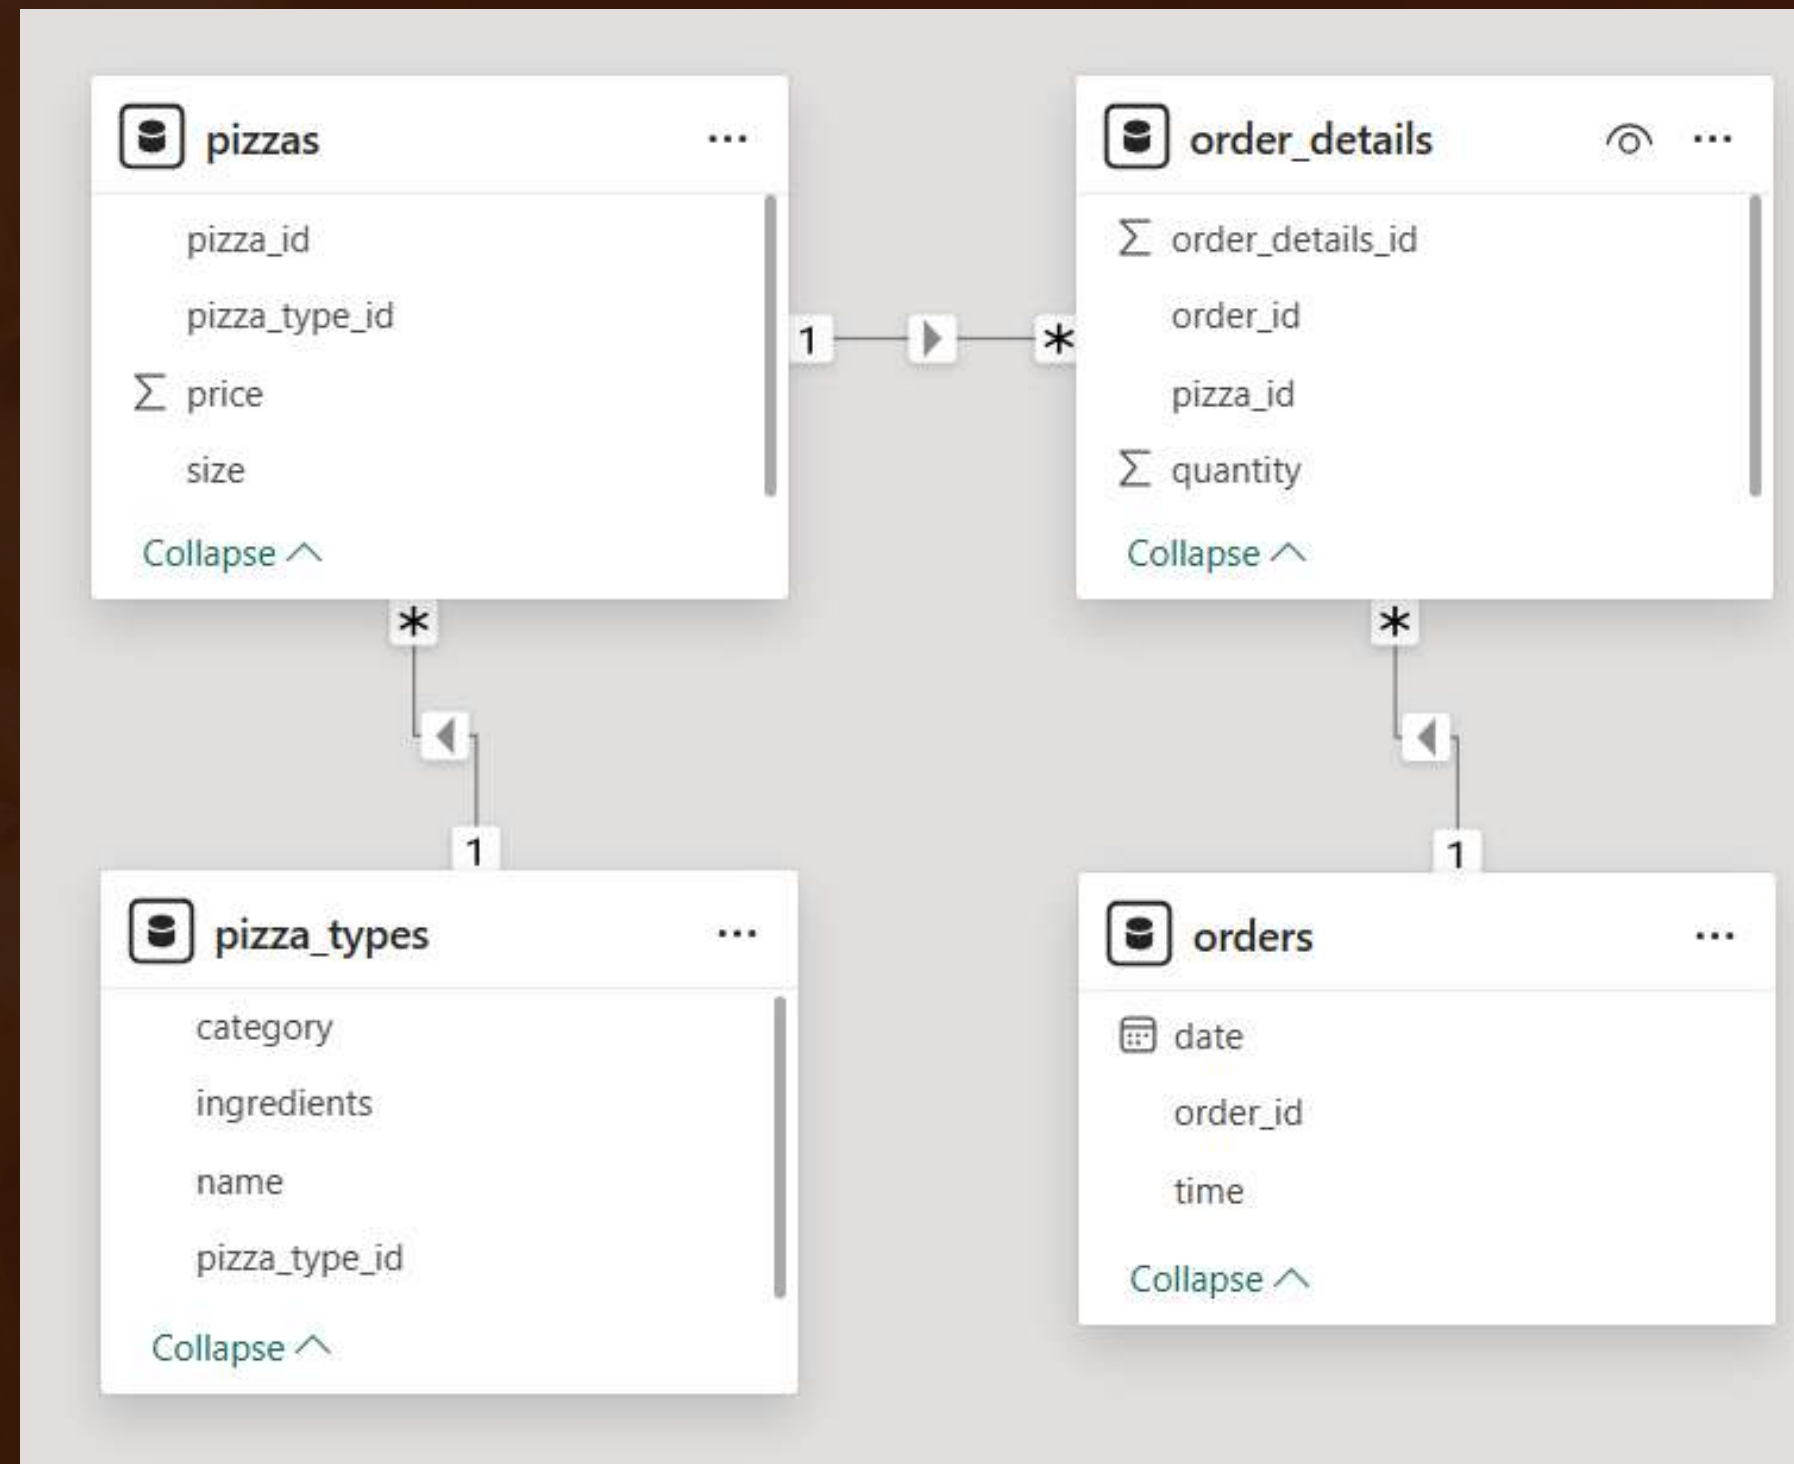 pizzas
pizza_id
pizza_type_id
Σ price
size
Collapse
order_details
Σ order_details_id
order_id
pizza_id
Σ quantity
Collapse
1
*
*
1
*
1
pizza_types
category
ingredients
name
pizza_type_id
Collapse
orders
date
order_id
time
Collapse